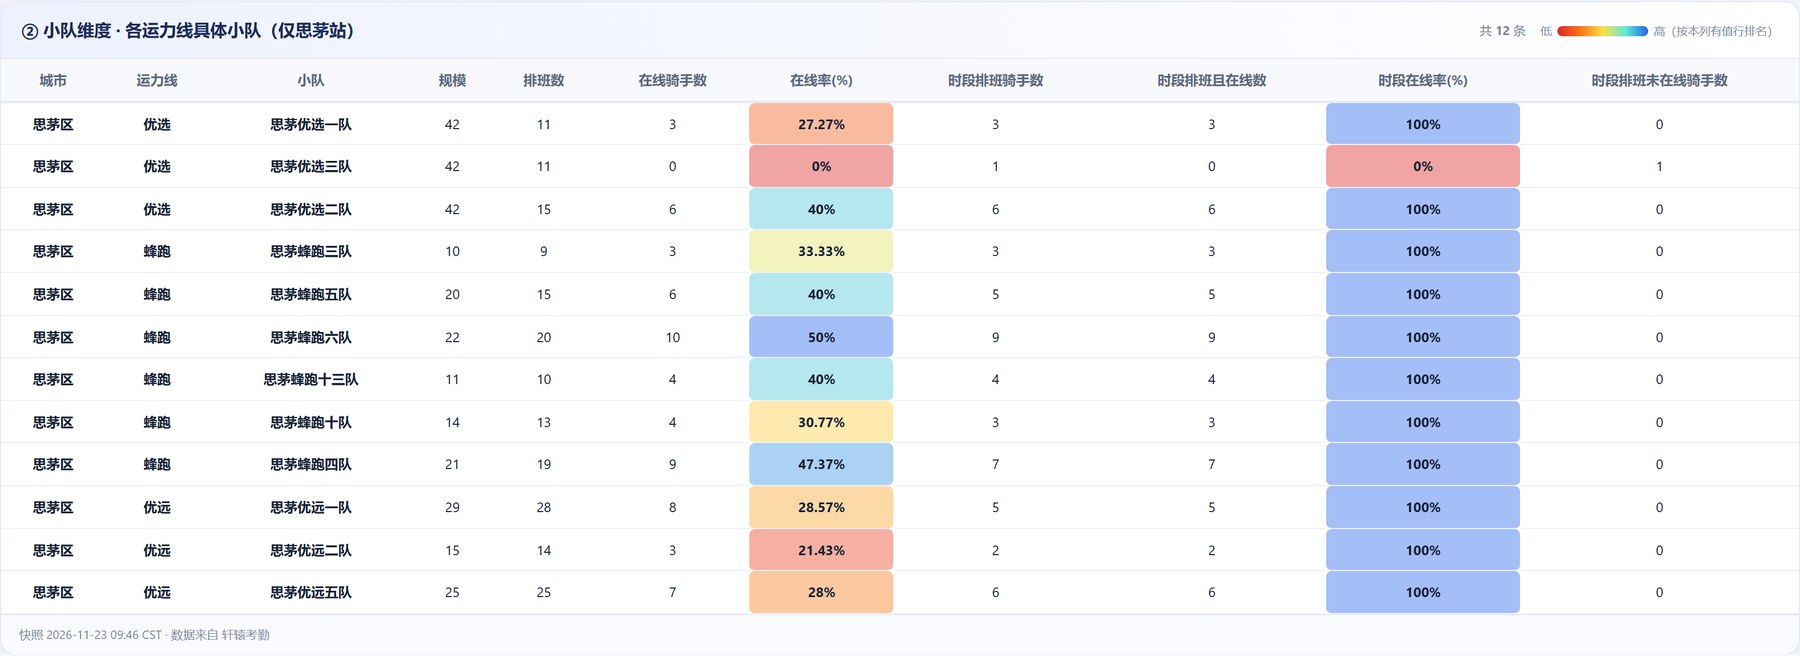 ② 小队维度 · 各运力线具体小队（仅思茅站）
共 12 条 低 高 (按本列有值行排名)
城市 运力线 小队 规模 排班数 在线骑手数 在线率(%) 时段排班骑手数 时段排班且在线数 时段在线率(%) 时段排班未在线骑手数
思茅区 优选 思茅优选一队 42 11 3 27.27% 3 3 100% 0
思茅区 优选 思茅优选三队 42 11 0 0% 1 0 0% 1
思茅区 优选 思茅优选二队 42 15 6 40% 6 6 100% 0
思茅区 蜂跑 思茅蜂跑三队 10 9 3 33.33% 3 3 100% 0
思茅区 蜂跑 思茅蜂跑五队 20 15 6 40% 5 5 100% 0
思茅区 蜂跑 思茅蜂跑六队 22 20 10 50% 9 9 100% 0
思茅区 蜂跑 思茅蜂跑十三队 11 10 4 40% 4 4 100% 0
思茅区 蜂跑 思茅蜂跑十队 14 13 4 30.77% 3 3 100% 0
思茅区 蜂跑 思茅蜂跑四队 21 19 9 47.37% 7 7 100% 0
思茅区 优远 思茅优远一队 29 28 8 28.57% 5 5 100% 0
思茅区 优远 思茅优远二队 15 14 3 21.43% 2 2 100% 0
思茅区 优远 思茅优远五队 25 25 7 28% 6 6 100% 0
快照 2026-11-23 09:46 CST · 数据来自 轩辕考勤